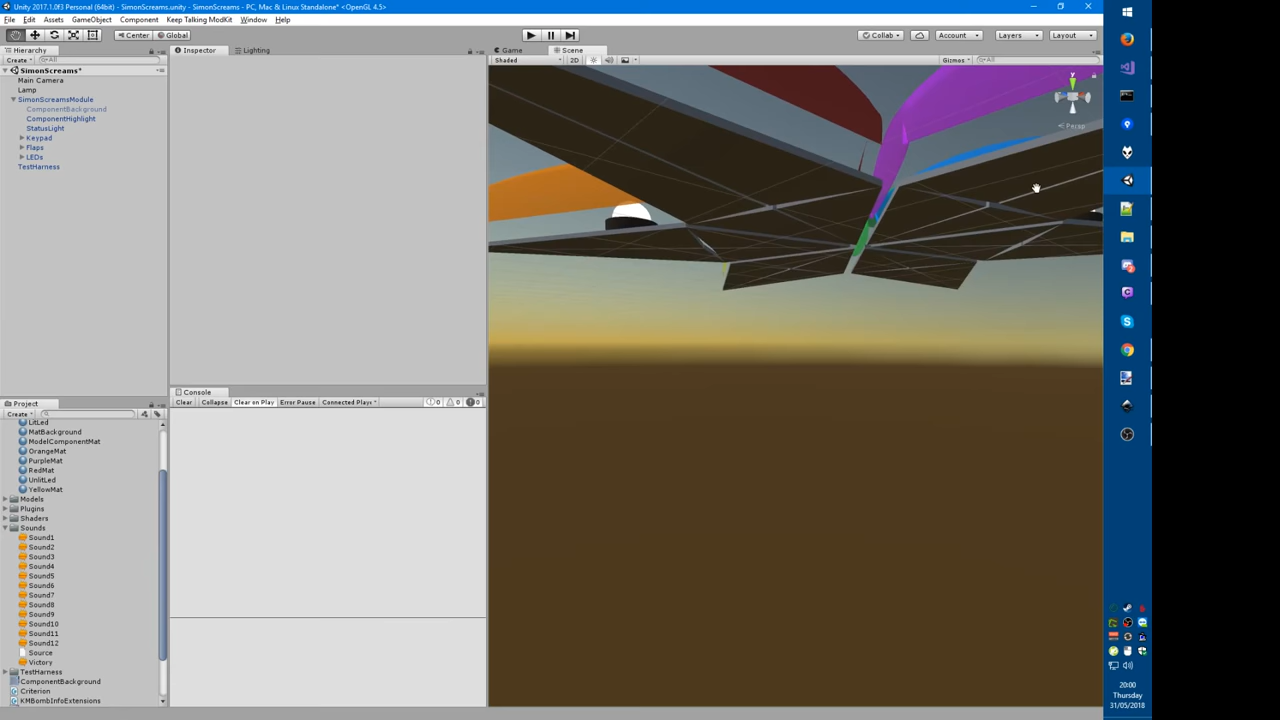 Unity 2017.1.0f3 Personal (64bit) - SimonScreams.unity - SimonScreams - PC, Mac & Linux Standalone* <OpenGL 4.5>
File Edit Assets GameObject Component Keep Talking ModKit Window Help
Center Global Collab Account Layers Layout
Hierarchy Inspector Lighting Game Scene
Create All Shaded 2D Gizmos All
SimonScreams*
Main Camera
Lamp
SimonScreamsModule
ComponentBackground
ComponentHighlight
StatusLight
Keypad
Flaps
LEDs
TestHarness
y
Persp
Console
Clear Collapse Clear on Play Error Pause Connected Playe 0 0 0
Project
Create
LitLed
MatBackground
ModelComponentMat
OrangeMat
PurpleMat
RedMat
UnlitLed
YellowMat
Models
Plugins
Shaders
Sounds
Sound1
Sound2
Sound3
Sound4
Sound5
Sound6
Sound7
Sound8
Sound9
Sound10
Sound11
Sound12
Source
Victory
TestHarness
ComponentBackground
Criterion
KMBombInfoExtensions
20:00
Thursday
31/05/2018